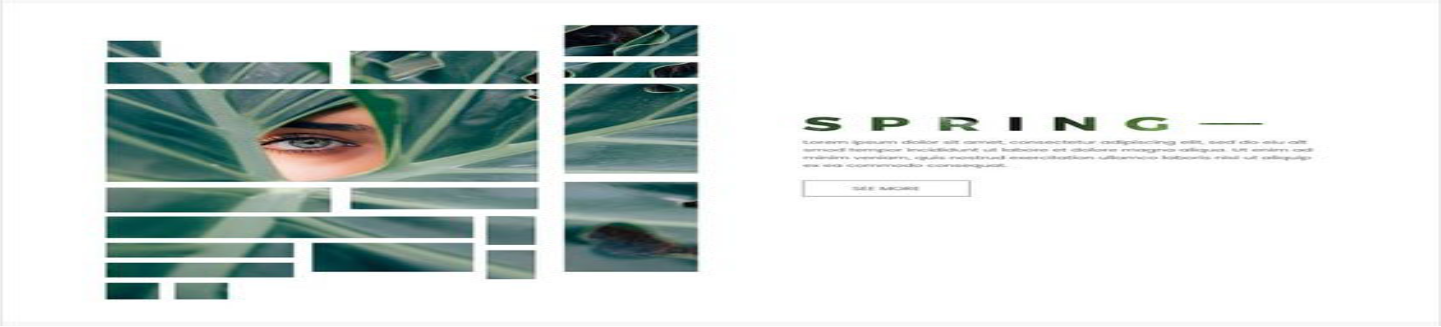 SPRING—
Lorem ipsum dolor sit amet, consectetur adipiscing elit, sed do eiu alt
smod tempor incididunt ut labore et dolore magna aliqua. Ut enim ad
minim veniam, quis nostrud exercitation ullamco laboris nisi ut aliquip
ex ea commodo consequat.
SEE MORE